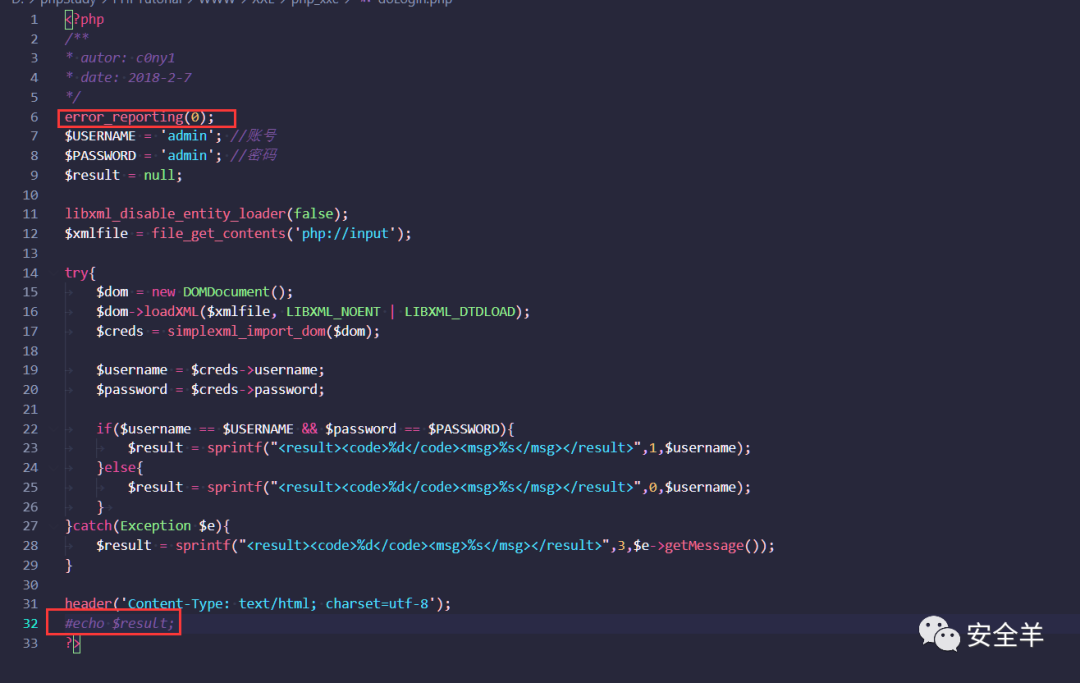 D: > phpStudy > PHPTutorial > WWW > XXE > php_xxe > doLogin.php
1 <?php
2 /**
3 * autor: c0ny1
4 * date: 2018-2-7
5 */
6 error_reporting(0);
7 $USERNAME = 'admin'; //账号
8 $PASSWORD = 'admin'; //密码
9 $result = null;
10
11 libxml_disable_entity_loader(false);
12 $xmlfile = file_get_contents('php://input');
13
14 try{
15 $dom = new DOMDocument();
16 $dom->loadXML($xmlfile, LIBXML_NOENT | LIBXML_DTDLOAD);
17 $creds = simplexml_import_dom($dom);
18
19 $username = $creds->username;
20 $password = $creds->password;
21
22 if($username == $USERNAME && $password == $PASSWORD){
23 $result = sprintf("<result><code>%d</code><msg>%s</msg></result>",1,$username);
24 }else{
25 $result = sprintf("<result><code>%d</code><msg>%s</msg></result>",0,$username);
26 }
27 }catch(Exception $e){
28 $result = sprintf("<result><code>%d</code><msg>%s</msg></result>",3,$e->getMessage());
29 }
30
31 header('Content-Type: text/html; charset=utf-8');
32 #echo $result;
33 ?>
安全羊